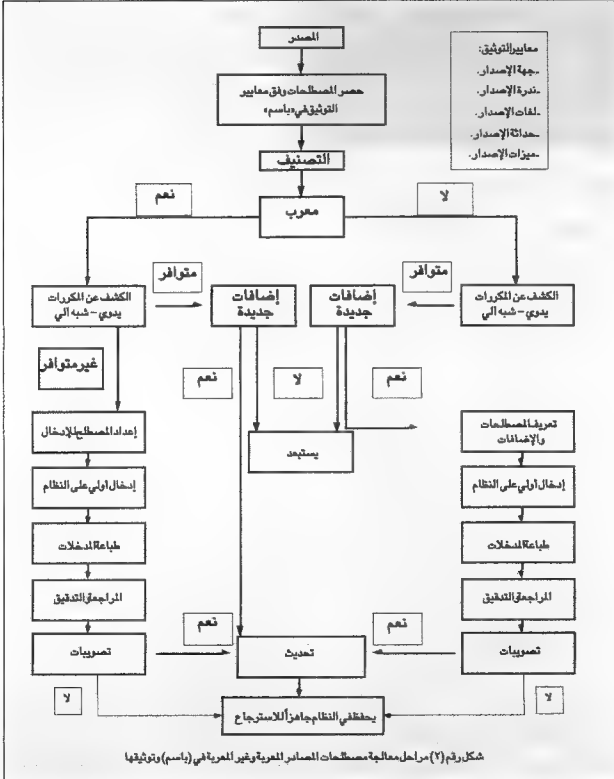 المصدر
معايير التوثيق:
-جهة الإصدار.
-ندرة الإصدار.
-لغات الإصدار.
-حداثة الإصدار.
-ميزات الإصدار.
حصر المصطلحات وفق معايير
التوثيق في «باسم»
التصنيف
معرب
لا
نعم
الكشف عن المكررات
يدوي - شبه آلي
متوافر
إضافات
جديدة
إضافات
جديدة
متوافر
الكشف عن المكررات
يدوي - شبه آلي
نعم
لا
نعم
غير متوافر
تعريف المصطلحات
والإضافات
يستبعد
إعداد المصطلح للإدخال
إدخال أولي على النظام
إدخال أولي على النظام
طباعة المدخلات
طباعة المدخلات
المراجعة والتدقيق
المراجعة والتدقيق
تصويبات
نعم
تحديث
نعم
تصويبات
لا
لا
يحفظ في النظام جاهزاً للاسترجاع
شكل رقم (٢) مراحل معالجة مصطلحات المصادر المعربة وغير المعربة في (باسم) وتوثيقها